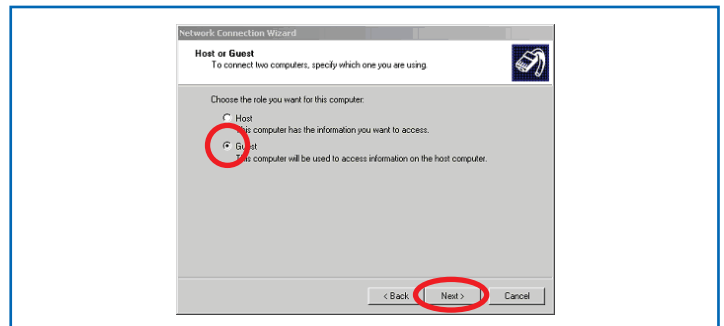 Network Connection Wizard
Host or Guest
To connect two computers, specify which one you are using.
Choose the role you want for this computer:
Host
This computer has the information you want to access.
Guest
This computer will be used to access information on the host computer.
< Back Next > Cancel